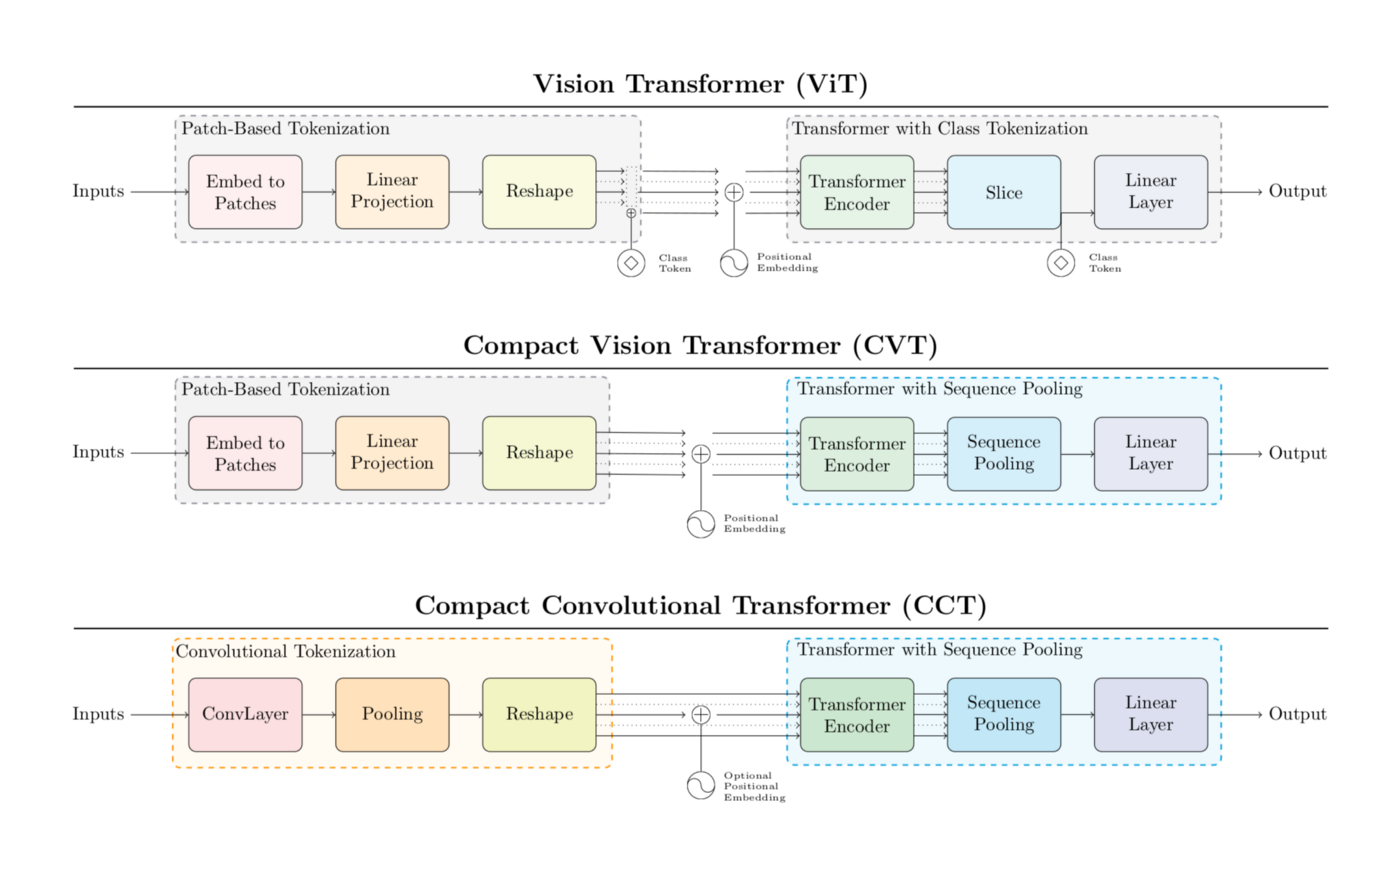 Vision Transformer (ViT)
Patch-Based Tokenization
Transformer with Class Tokenization
Inputs
Embed to
Patches
Linear
Projection
Reshape
Transformer
Encoder
Slice
Linear
Layer
Output
Class
Token
Positional
Embedding
Class
Token
Compact Vision Transformer (CVT)
Patch-Based Tokenization
Transformer with Sequence Pooling
Inputs
Embed to
Patches
Linear
Projection
Reshape
Transformer
Encoder
Sequence
Pooling
Linear
Layer
Output
Positional
Embedding
Compact Convolutional Transformer (CCT)
Convolutional Tokenization
Transformer with Sequence Pooling
Inputs
ConvLayer
Pooling
Reshape
Transformer
Encoder
Sequence
Pooling
Linear
Layer
Output
Optional
Positional
Embedding